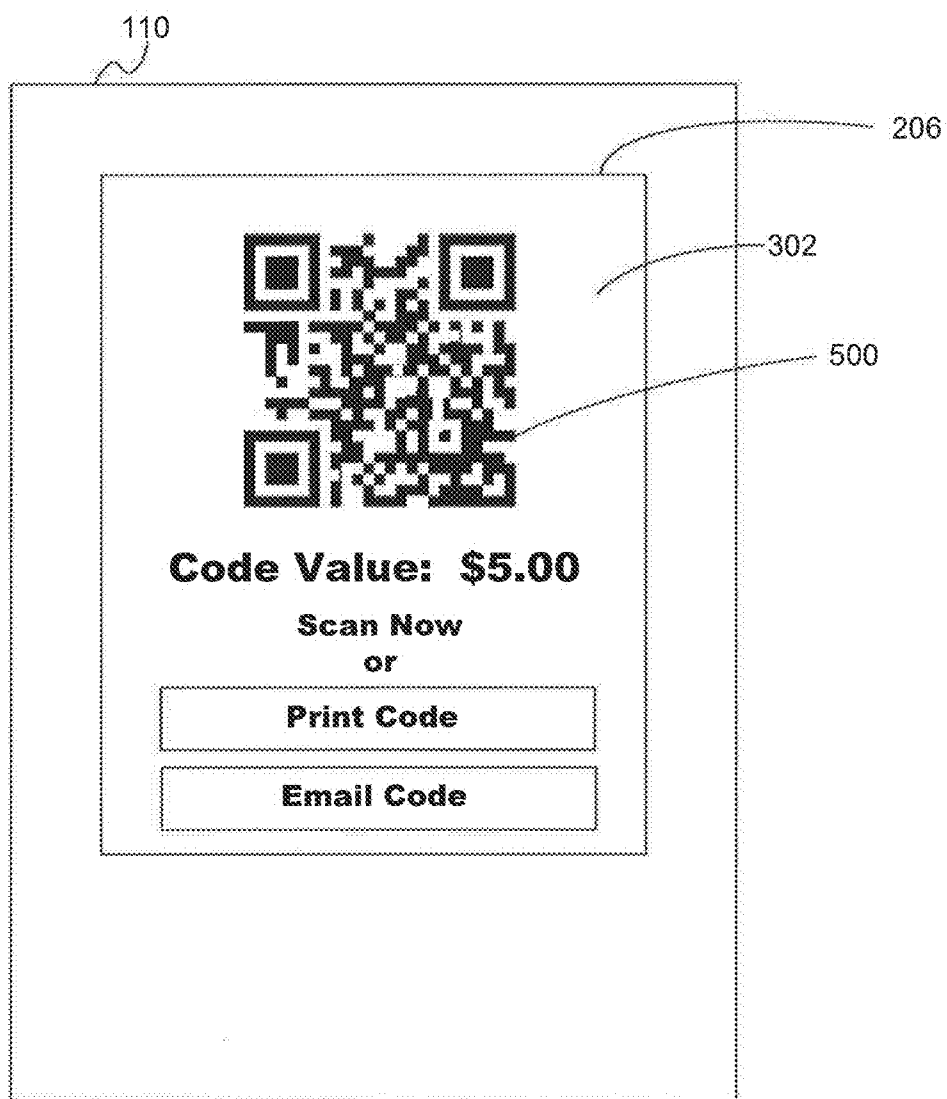 110
206
302
500
Code Value: $5.00
Scan Now
or
Print Code
Email Code